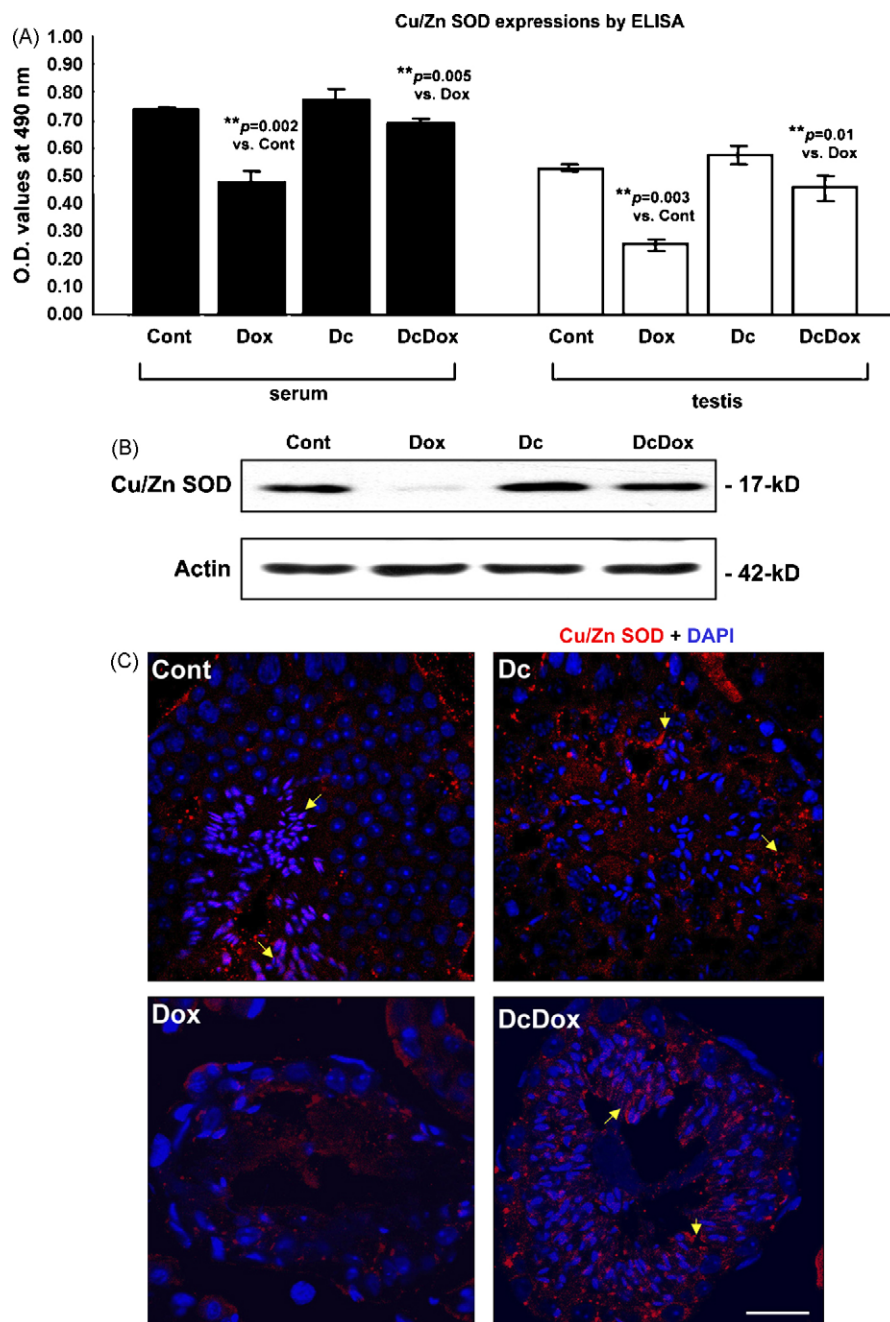 (A)
Cu/Zn SOD expressions by ELISA
O.D. values at 490 nm
1.00
0.90
0.80
0.70
0.60
0.50
0.40
0.30
0.20
0.10
0.00
**p=0.002
vs. Cont
**p=0.005
vs. Dox
**p=0.003
vs. Cont
**p=0.01
vs. Dox
Cont Dox Dc DcDox Cont Dox Dc DcDox
serum testis
(B)
Cont Dox Dc DcDox
Cu/Zn SOD - 17-kD
Actin - 42-kD
Cu/Zn SOD + DAPI
(C)
Cont Dc
Dox DcDox